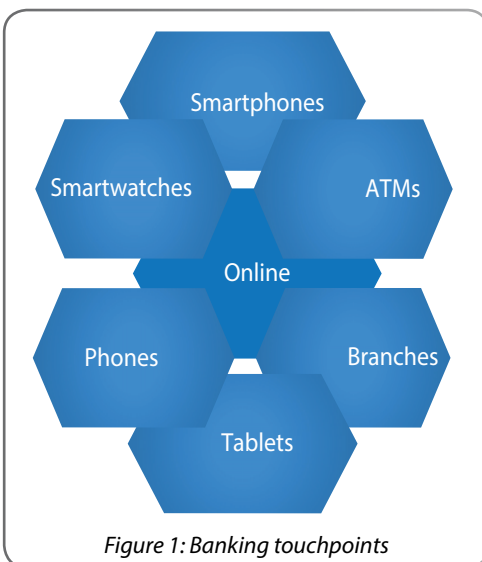 Smartphones
Smartwatches
ATMs
Online
Phones
Branches
Tablets
Figure 1: Banking touchpoints